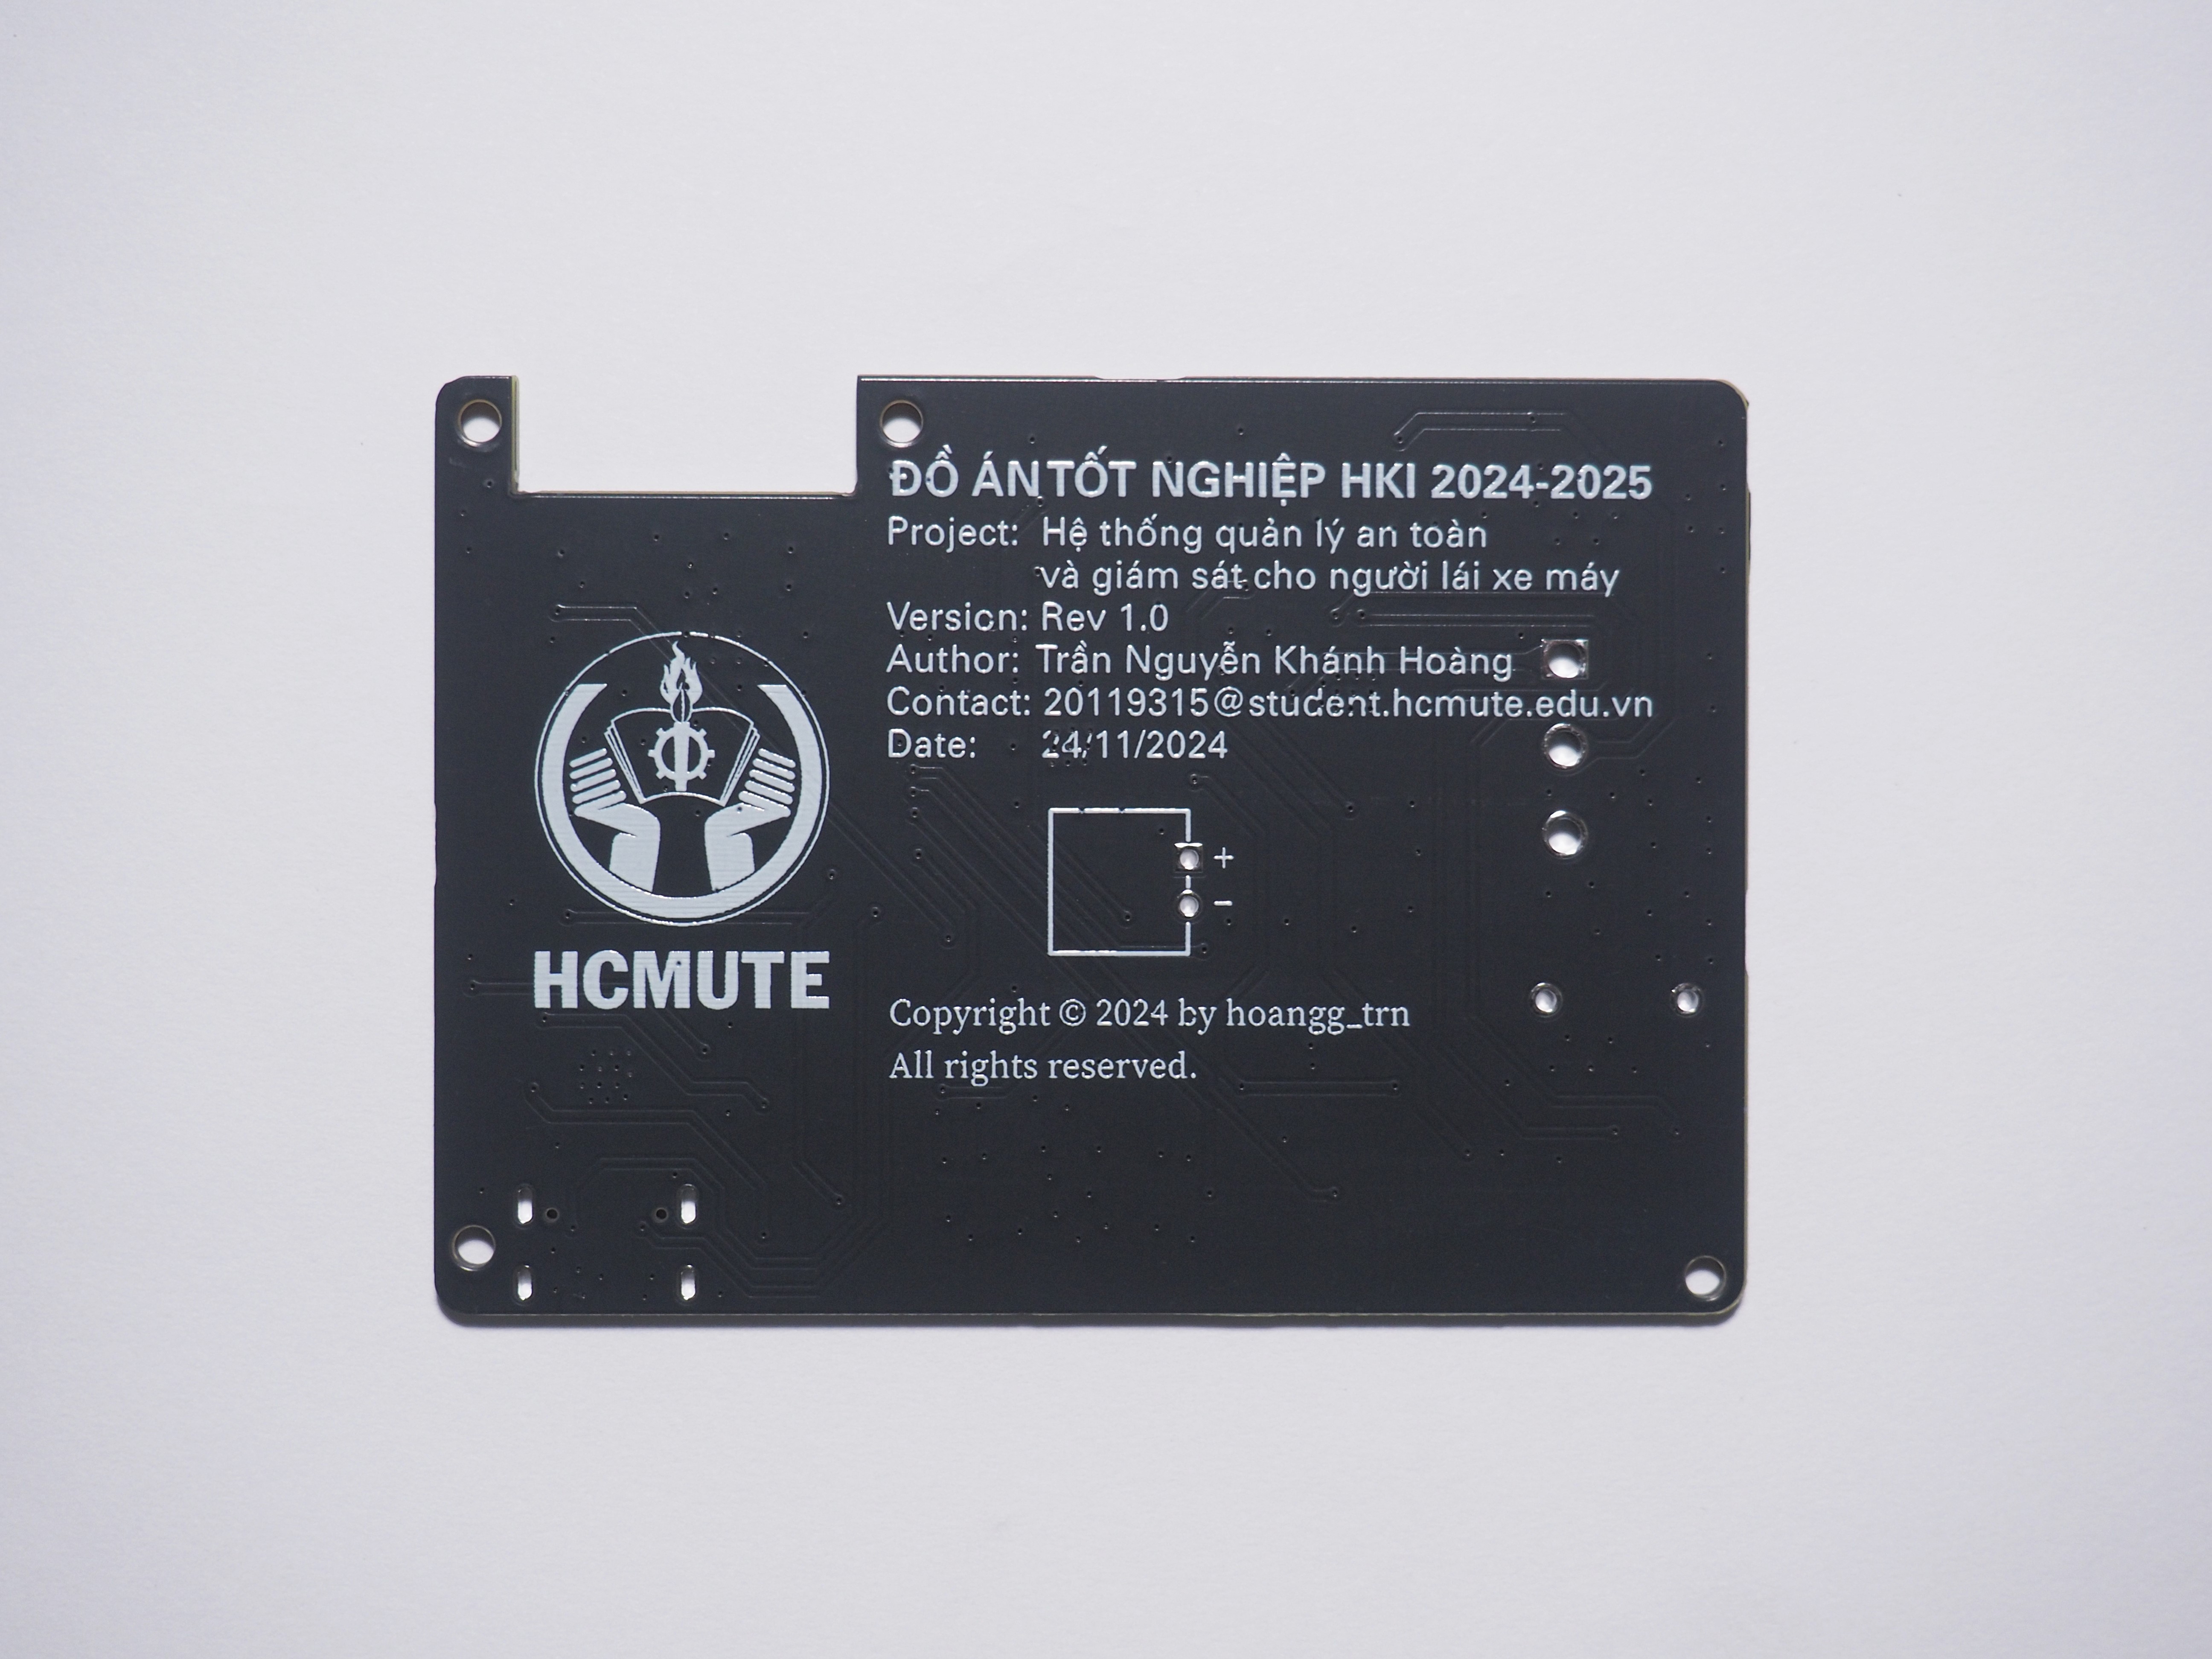 ĐỒ ÁN TỐT NGHIỆP HKI 2024-2025
Project: Hệ thống quản lý an toàn
và giám sát cho người lái xe máy
Version: Rev 1.0
Author: Trần Nguyễn Khánh Hoàng
Contact: 20119315@student.hcmute.edu.vn
Date: 24/11/2024
+
−
HCMUTE
Copyright © 2024 by hoangg_trn
All rights reserved.